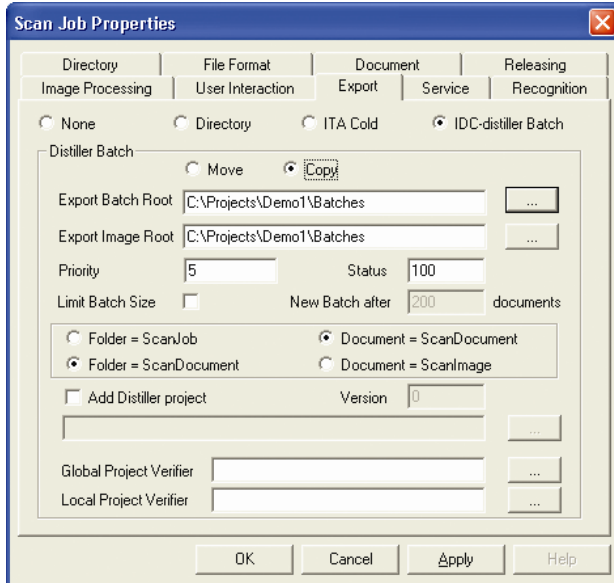 Scan Job Properties
Directory File Format Document Releasing
Image Processing User Interaction Export Service Recognition
None Directory ITA Cold IDC-distiller Batch
Distiller Batch
Move Copy
Export Batch Root C:\Projects\Demo1\Batches ...
Export Image Root C:\Projects\Demo1\Batches ...
Priority 5 Status 100
Limit Batch Size New Batch after 200 documents
Folder = ScanJob Document = ScanDocument
Folder = ScanDocument Document = ScanImage
Add Distiller project Version 0
...
Global Project Verifier ...
Local Project Verifier ...
OK Cancel Apply Help